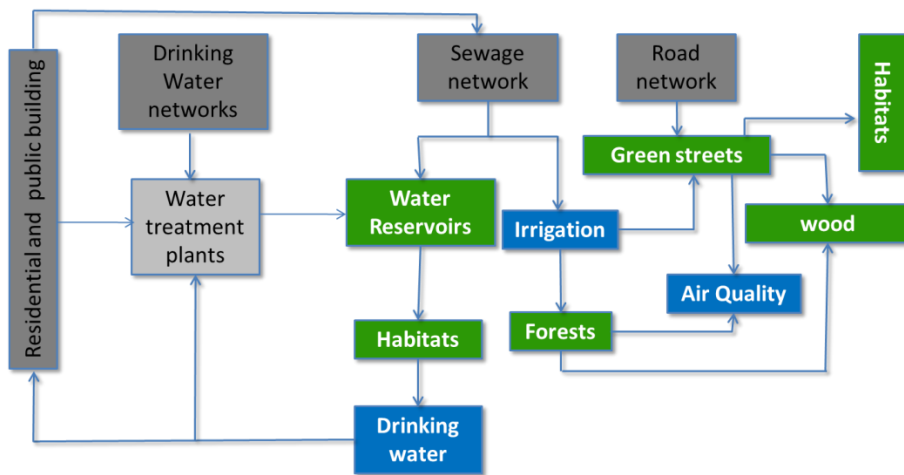 Residential and public building
Drinking
Water
networks
Sewage
network
Road
network
Habitats
Green streets
Water
treatment
plants
Water
Reservoirs
Irrigation
wood
Air Quality
Habitats
Forests
Drinking
water